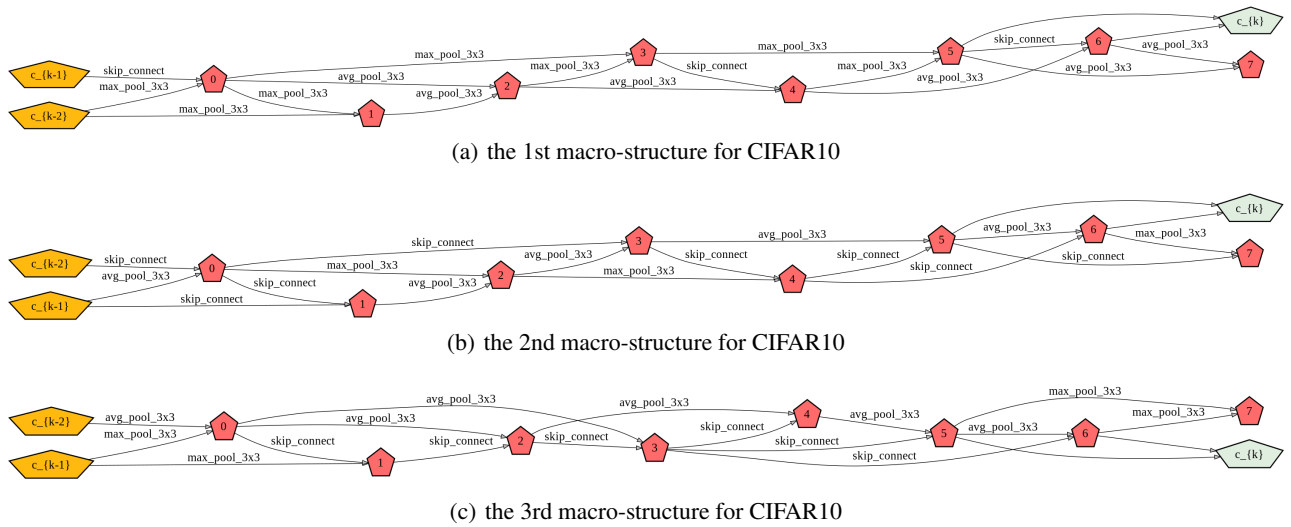 c_{k}
max_pool_3x3
max_pool_3x3
skip_connect
6
3
5
avg_pool_3x3
c_{k-1}
skip_connect
0
avg_pool_3x3
max_pool_3x3
skip_connect
max_pool_3x3
avg_pool_3x3
7
max_pool_3x3
max_pool_3x3
avg_pool_3x3
2
avg_pool_3x3
4
c_{k-2}
max_pool_3x3
1
(a) the 1st macro-structure for CIFAR10
c_{k}
skip_connect
avg_pool_3x3
avg_pool_3x3
6
max_pool_3x3
3
5
c_{k-2}
skip_connect
0
max_pool_3x3
avg_pool_3x3
skip_connect
skip_connect
skip_connect
7
avg_pool_3x3
skip_connect
avg_pool_3x3
2
max_pool_3x3
4
skip_connect
c_{k-1}
skip_connect
1
(b) the 2nd macro-structure for CIFAR10
c_{k-2}
avg_pool_3x3
0
avg_pool_3x3
avg_pool_3x3
avg_pool_3x3
4
avg_pool_3x3
max_pool_3x3
7
max_pool_3x3
max_pool_3x3
skip_connect
skip_connect
2
skip_connect
3
skip_connect
skip_connect
5
avg_pool_3x3
6
c_{k-1}
max_pool_3x3
1
skip_connect
c_{k}
(c) the 3rd macro-structure for CIFAR10